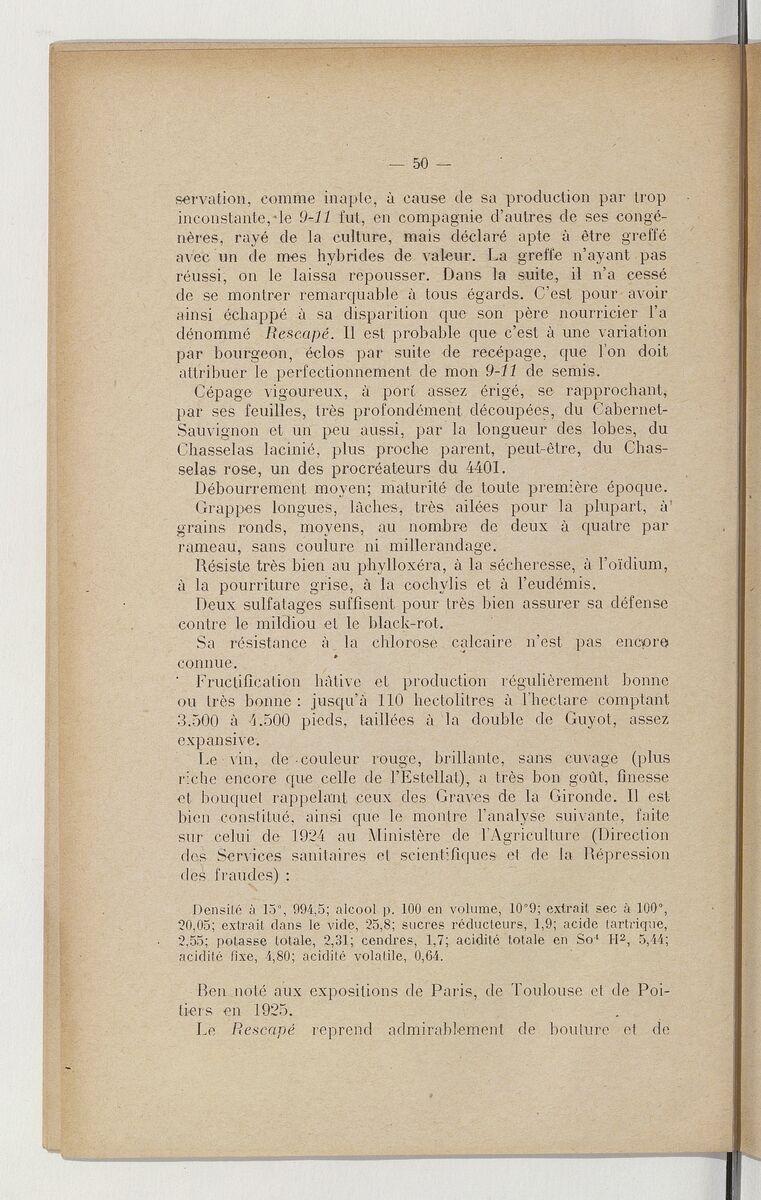 — 50 —
servation, comme inapte, à cause de sa production par trop
inconstante, le 9-11 fut, en compagnie d'autres de ses congé-
nères, rayé de la culture, mais déclaré apte à être greffé
avec un de mes hybrides de valeur. La greffe n'ayant pas
réussi, on le laissa repousser. Dans la suite, il n'a cessé
de se montrer remarquable à tous égards. C'est pour avoir
ainsi échappé à sa disparition que son père nourricier l'a
dénommé Rescapé. Il est probable que c'est à une variation
par bourgeon, éclos par suite de recépage, que l'on doit
attribuer le perfectionnement de mon 9-11 de semis.
Cépage vigoureux, à port assez érigé, se rapprochant,
par ses feuilles, très profondément découpées, du Cabernet-
Sauvignon et un peu aussi, par la longueur des lobes, du
Chasselas lacinié, plus proche parent, peut-être, du Chas-
selas rose, un des procréateurs du 4401.
Débourrement moyen; maturité de toute première époque.
Grappes longues, lâches, très ailées pour la plupart, à
grains ronds, moyens, au nombre de deux à quatre par
rameau, sans coulure ni millerandage.
Résiste très bien au phylloxéra, à la sécheresse, à l'oïdium,
à la pourriture grise, à la cochylis et à l'eudémis.
Deux sulfatages suffisent pour très bien assurer sa défense
contre le mildiou et le black-rot.
Sa résistance à la chlorose calcaire n'est pas encore
connue.
Fructification hâtive et production régulièrement bonne
ou très bonne : jusqu'à 110 hectolitres à l'hectare comptant
3.500 à 4.500 pieds, taillées à la double de Guyot, assez
expansive.
Le vin, de couleur rouge, brillante, sans cuvage (plus
riche encore que celle de l'Estellat), a très bon goût, finesse
et bouquet rappelant ceux des Graves de la Gironde. Il est
bien constitué, ainsi que le montre l'analyse suivante, faite
sur celui de 1924 au Ministère de l'Agriculture (Direction
des Services sanitaires et scientifiques et de la Répression
des fraudes) :
Densité à 15°, 994,5; alcool p. 100 en volume, 10°9; extrait sec à 100°,
20,05; extrait dans le vide, 25,8; sucres réducteurs, 1,9; acide tartrique,
2,55; potasse totale, 2,31; cendres, 1,7; acidité totale en So⁴ H², 5,44;
acidité fixe, 4,80; acidité volatile, 0,64.
Ben noté aux expositions de Paris, de Toulouse et de Poi-
tiers en 1925.
Le Rescapé reprend admirablement de bouture et de